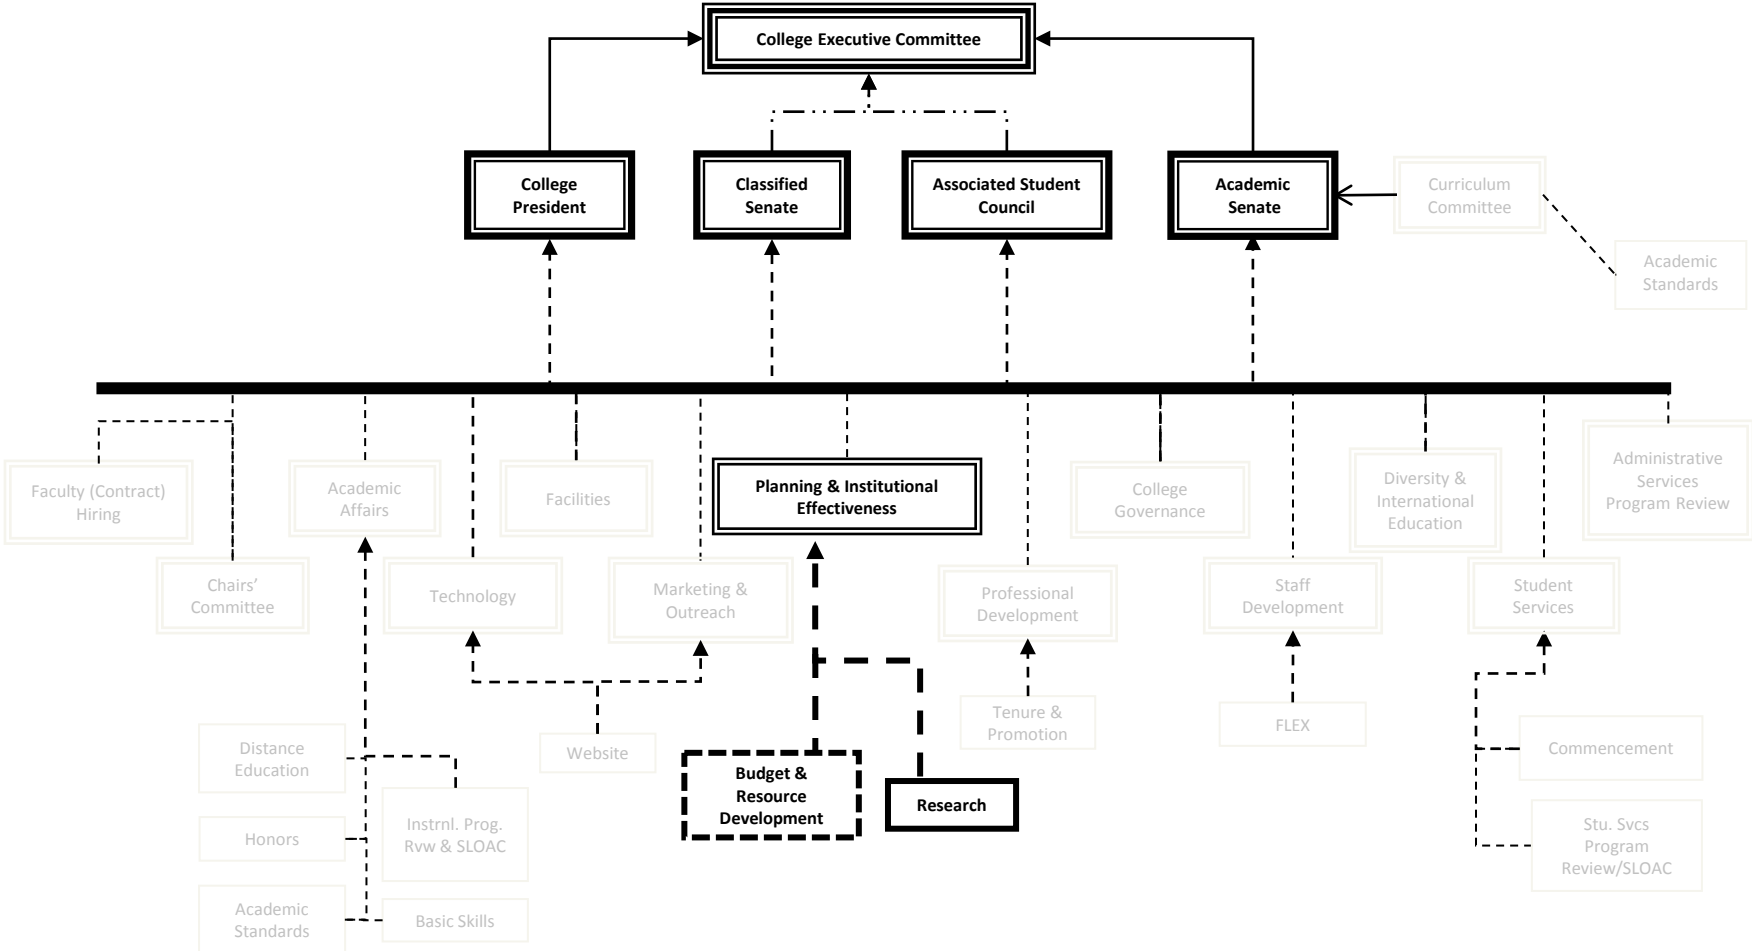 College Executive Committee
College
President
Classified
Senate
Associated Student
Council
Academic
Senate
Curriculum
Committee
Academic
Standards
Faculty (Contract)
Hiring
Academic
Affairs
Facilities
Planning & Institutional
Effectiveness
College
Governance
Diversity &
International
Education
Administrative
Services
Program Review
Chairs’
Committee
Technology
Marketing &
Outreach
Professional
Development
Staff
Development
Student
Services
Distance
Education
Website
Tenure &
Promotion
FLEX
Commencement
Budget &
Resource
Development
Research
Honors
Instrnl. Prog.
Rvw & SLOAC
Stu. Svcs
Program
Review/SLOAC
Academic
Standards
Basic Skills